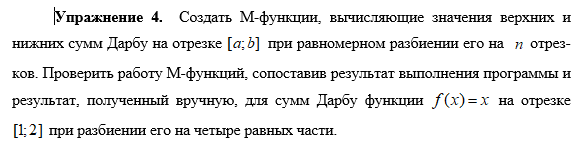 Упражнение 4. Создать М-функции, вычисляющие значения верхних и
нижних сумм Дарбу на отрезке [a;b] при равномерном разбиении его на n отрез-
ков. Проверить работу М-функций, сопоставив результат выполнения программы и
результат, полученный вручную, для сумм Дарбу функции f(x)=x на отрезке
[1;2] при разбиении его на четыре равных части.